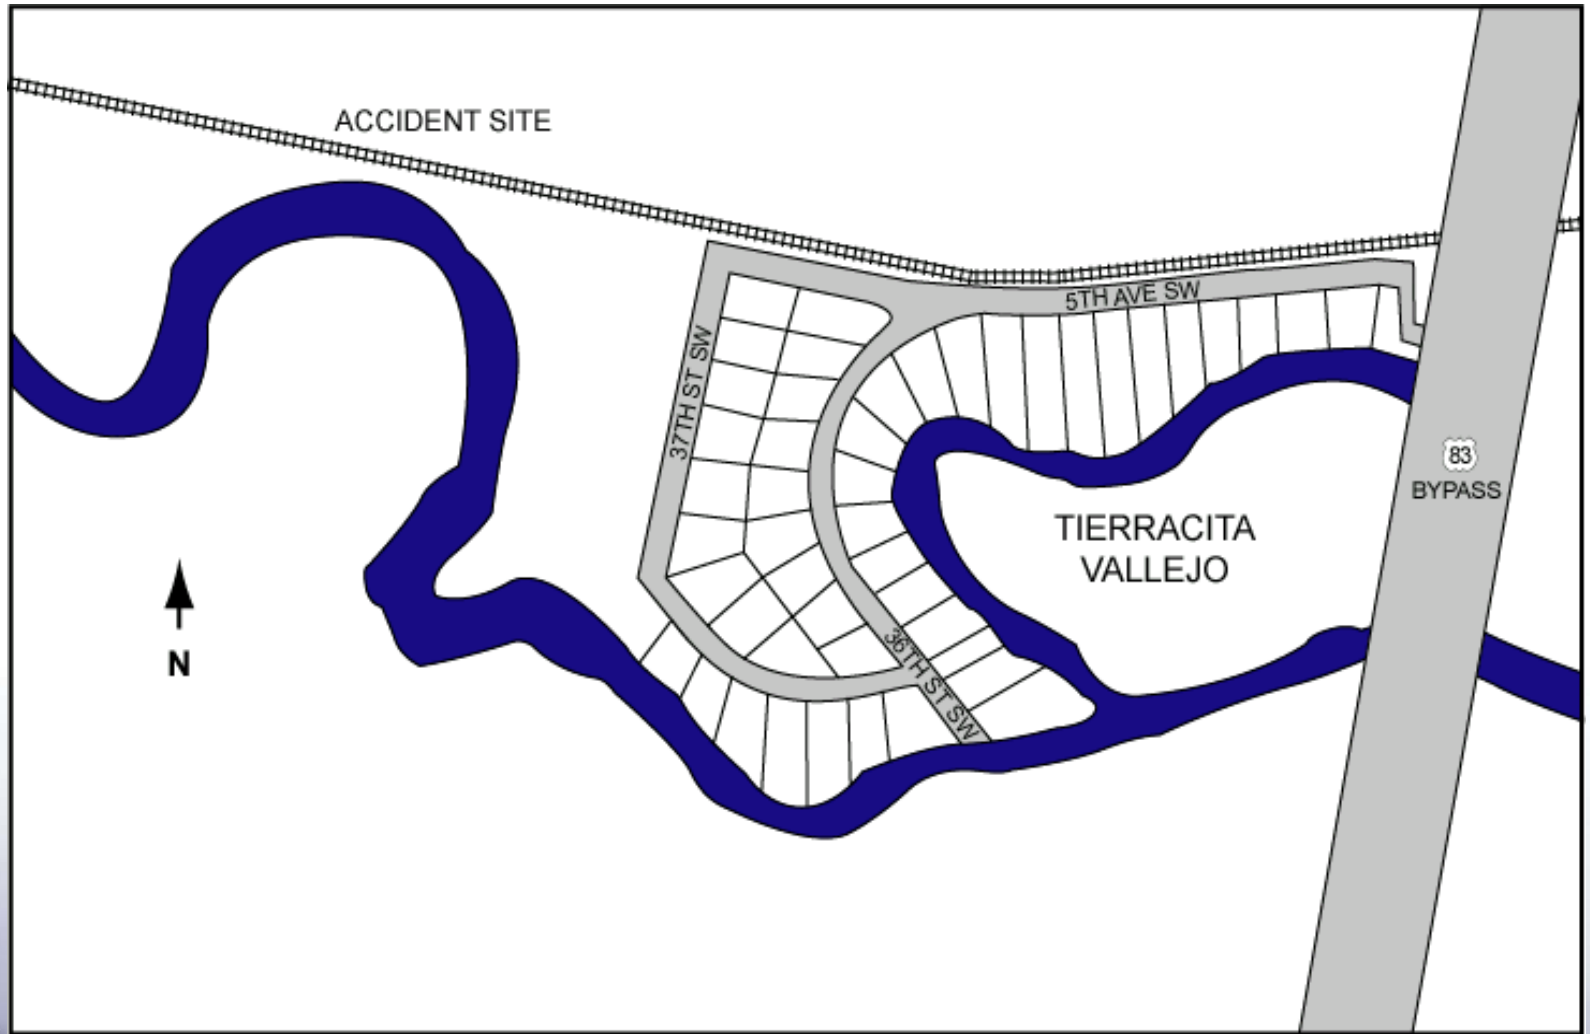 ACCIDENT SITE
5TH AVE SW
37TH ST SW
83
BYPASS
TIERRACITA
VALLEJO
36TH ST SW
N